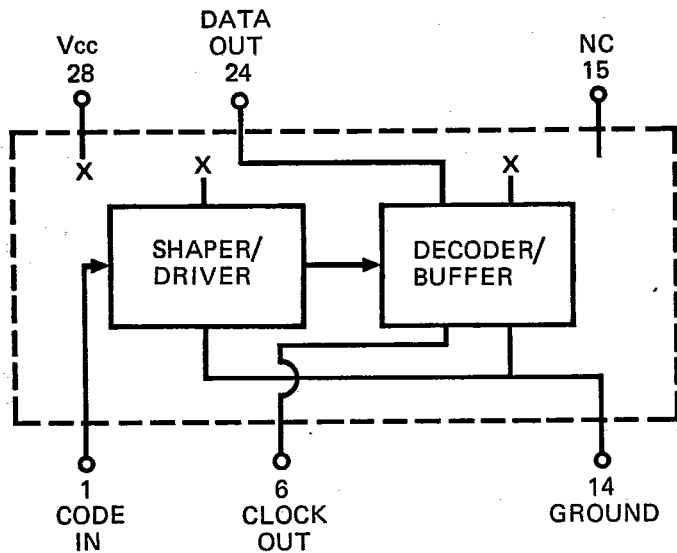 DATA
OUT
24
Vcc
28
NC
15
X
X
X
SHAPER/
DRIVER
DECODER/
BUFFER
1
CODE
IN
6
CLOCK
OUT
14
GROUND